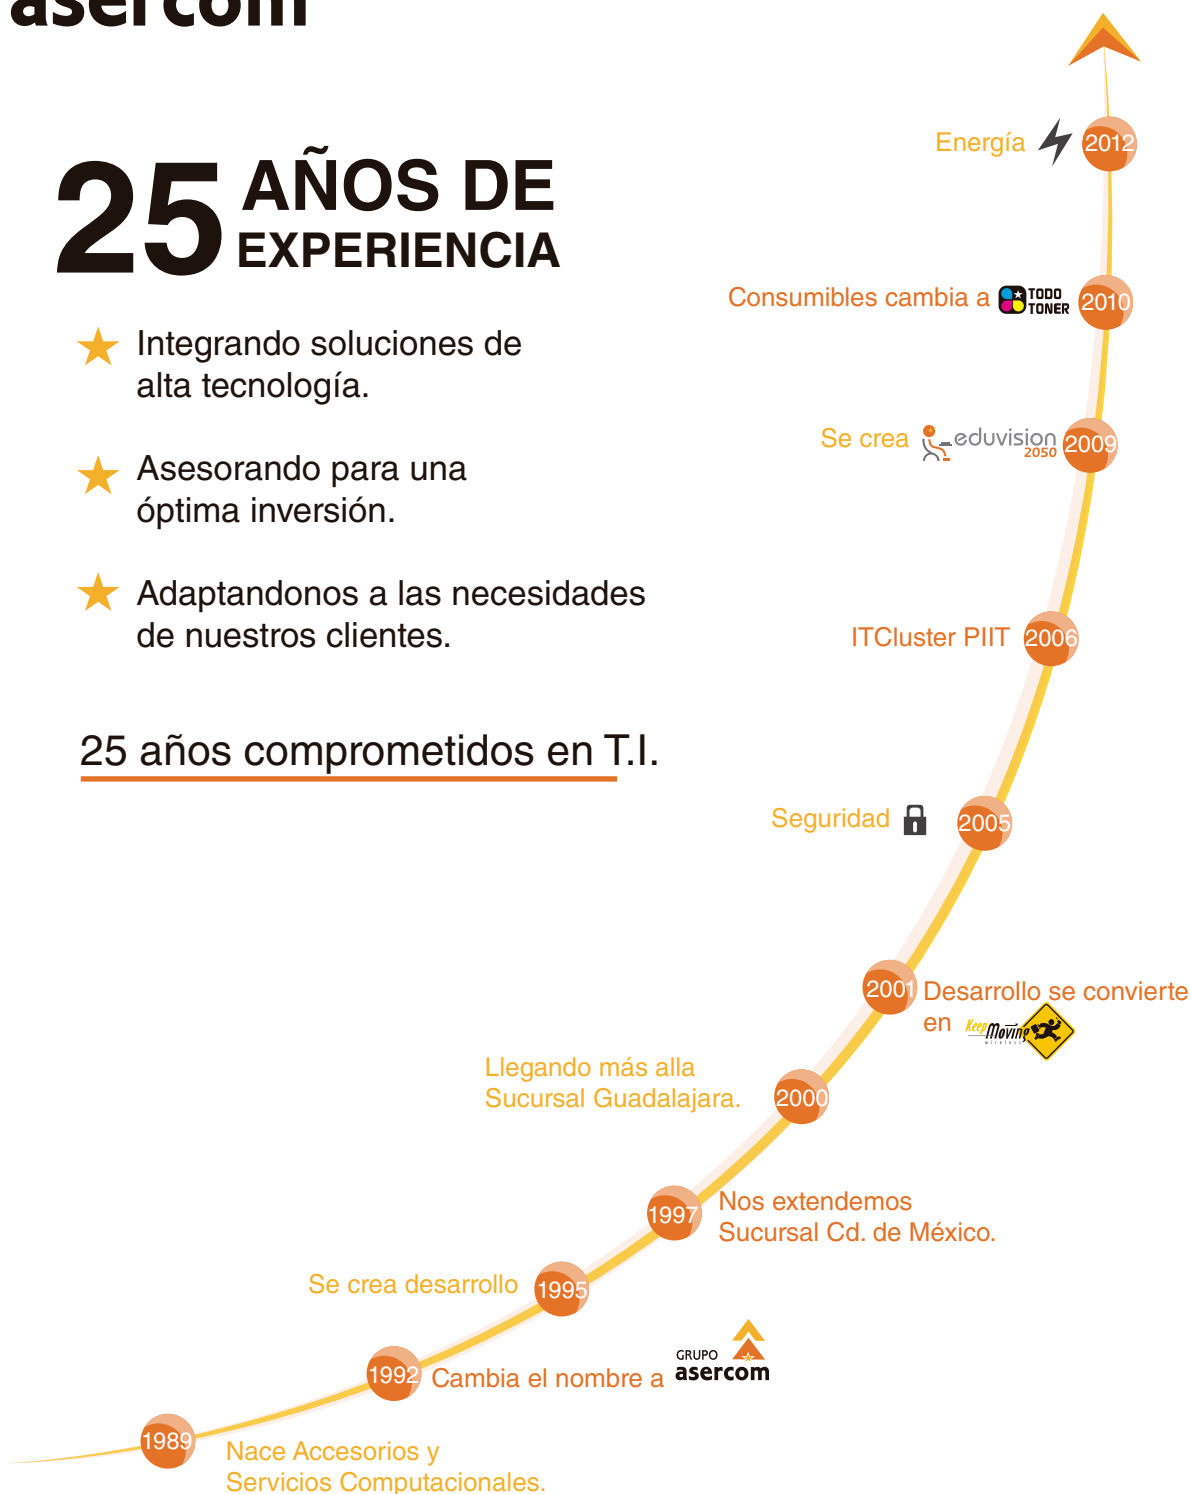 asercom
25 AÑOS DE
EXPERIENCIA
Integrando soluciones de
alta tecnología.
Asesorando para una
óptima inversión.
Adaptandonos a las necesidades
de nuestros clientes.
25 años comprometidos en T.I.
Energía 2012
Consumibles cambia a TODO TONER 2010
Se crea eduvision 2050 2009
ITCluster PIIT 2006
Seguridad 2005
2001 Desarrollo se convierte
en Keep Moving wireless
Llegando más alla
Sucursal Guadalajara. 2000
1997 Nos extendemos
Sucursal Cd. de México.
Se crea desarrollo 1995
1992 Cambia el nombre a GRUPO asercom
1989 Nace Accesorios y
Servicios Computacionales.